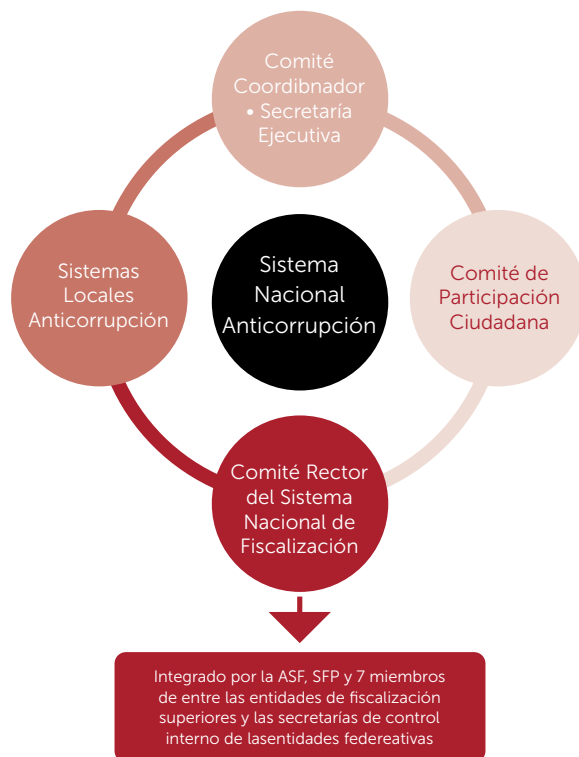 Comité
Coordibnador
• Secretaría
Ejecutiva
Sistemas
Locales
Anticorrupción
Sistema
Nacional
Anticorrupción
Comité de
Participación
Ciudadana
Comité Rector
del Sistema
Nacional de
Fiscalización
Integrado por la ASF, SFP y 7 miembros
de entre las entidades de fiscalización
superiores y las secretarías de control
interno de lasentidades federeativas